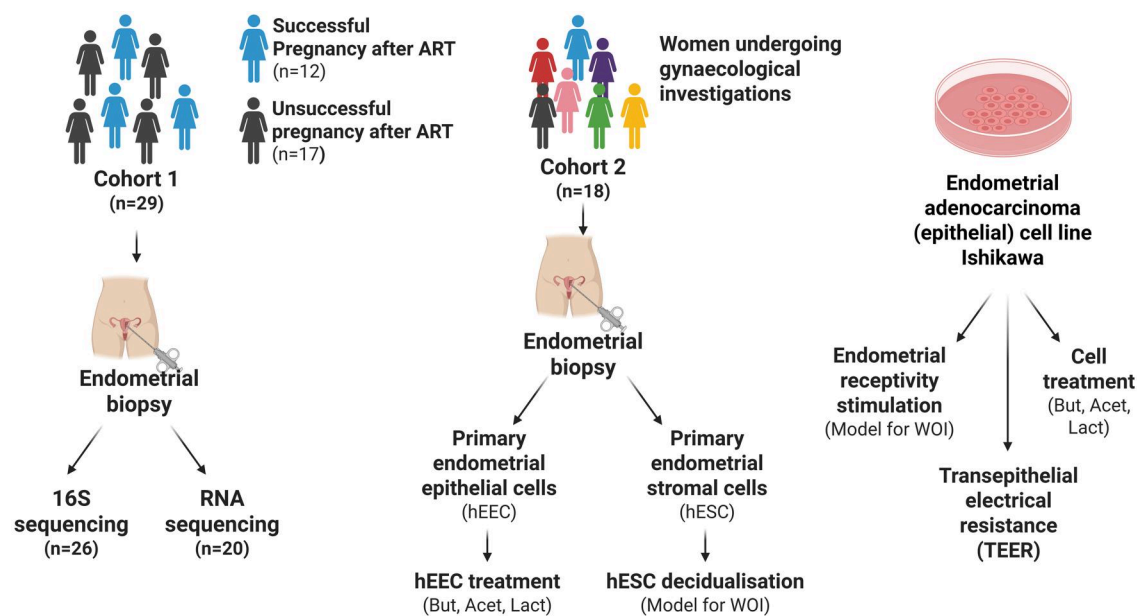 Successful
Pregnancy after ART
(n=12)
Unsuccessful
pregnancy after ART
(n=17)
Cohort 1
(n=29)
Endometrial
biopsy
16S
sequencing
(n=26)
RNA
sequencing
(n=20)
Women undergoing
gynaecological
investigations
Cohort 2
(n=18)
Endometrial
biopsy
Primary
endometrial
epithelial cells
(hEEC)
Primary
endometrial
stromal cells
(hESC)
hEEC treatment
(But, Acet, Lact)
hESC decidualisation
(Model for WOI)
Endometrial
adenocarcinoma
(epithelial) cell line
Ishikawa
Endometrial
receptivity
stimulation
(Model for WOI)
Cell
treatment
(But, Acet,
Lact)
Transepithelial
electrical
resistance
(TEER)